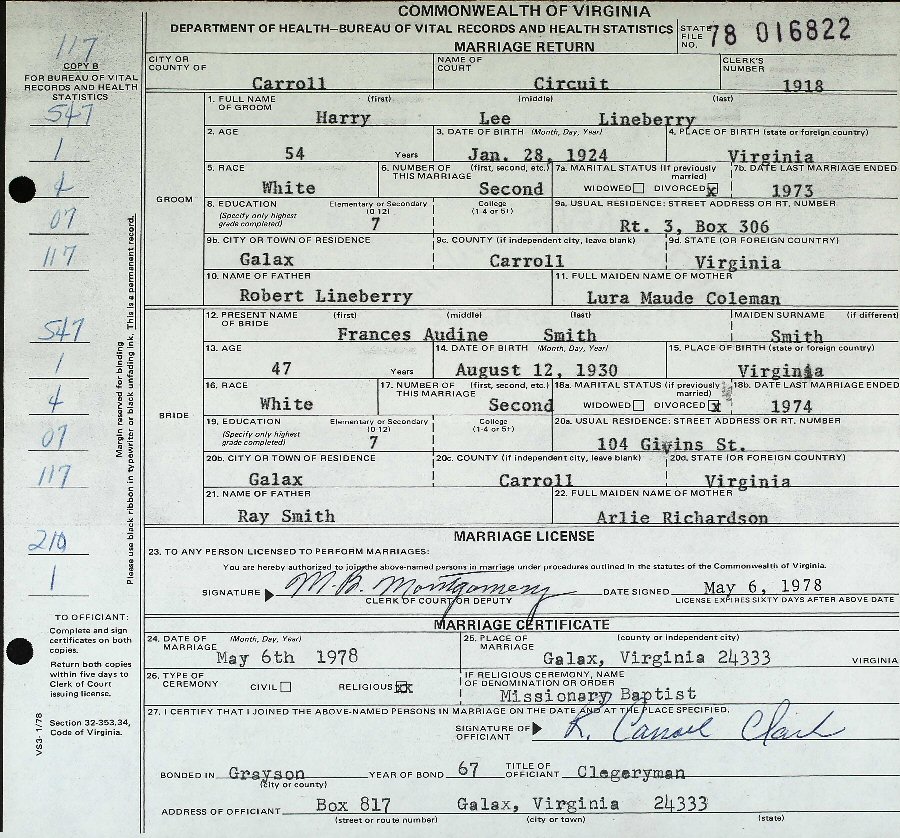 COMMONWEALTH OF VIRGINIA
DEPARTMENT OF HEALTH—BUREAU OF VITAL RECORDS AND HEALTH STATISTICS
MARRIAGE RETURN
STATE FILE NO. 78 016822
117
COPY B
FOR BUREAU OF VITAL
RECORDS AND HEALTH
STATISTICS
547
1
4
07
117
547
1
4
07
117
210
1
Margin reserved for binding
Please use black ribbon in typewriter or black unfading ink. This is a permanent record.
TO OFFICIANT:
Complete and sign
certificates on both
copies.
Return both copies
within five days to
Clerk of Court
issuing license.
Section 32-353.34,
Code of Virginia.
VS3- 1/78
CITY OR COUNTY OF Carroll
NAME OF COURT Circuit
CLERK'S NUMBER 1918
GROOM
1. FULL NAME OF GROOM (first) (middle) (last)
Harry Lee Lineberry
2. AGE 54 Years
3. DATE OF BIRTH (Month, Day, Year) Jan. 28, 1924
4. PLACE OF BIRTH (state or foreign country) Virginia
5. RACE White
6. NUMBER OF THIS MARRIAGE (first, second, etc.) Second
7a. MARITAL STATUS (If previously married) WIDOWED DIVORCED x
7b. DATE LAST MARRIAGE ENDED 1973
8. EDUCATION (Specify only highest grade completed) Elementary or Secondary (0 12) 7 College (1-4 or 5+)
9a. USUAL RESIDENCE: STREET ADDRESS OR RT. NUMBER Rt. 3, Box 306
9b. CITY OR TOWN OF RESIDENCE Galax
9c. COUNTY (if independent city, leave blank) Carroll
9d. STATE (OR FOREIGN COUNTRY) Virginia
10. NAME OF FATHER Robert Lineberry
11. FULL MAIDEN NAME OF MOTHER Lura Maude Coleman
BRIDE
12. PRESENT NAME OF BRIDE (first) (middle) (last) Frances Audine Smith
MAIDEN SURNAME (if different) Smith
13. AGE 47 Years
14. DATE OF BIRTH (Month, Day, Year) August 12, 1930
15. PLACE OF BIRTH (state or foreign country) Virginia
16. RACE White
17. NUMBER OF THIS MARRIAGE (first, second, etc.) Second
18a. MARITAL STATUS (if previously married) WIDOWED DIVORCED x
18b. DATE LAST MARRIAGE ENDED 1974
19. EDUCATION (Specify only highest grade completed) Elementary or Secondary (0 12) 7 College (1-4 or 5+)
20a. USUAL RESIDENCE: STREET ADDRESS OR RT. NUMBER 104 Givins St.
20b. CITY OR TOWN OF RESIDENCE Galax
20c. COUNTY (if independent city, leave blank) Carroll
20d. STATE (OR FOREIGN COUNTRY) Virginia
21. NAME OF FATHER Ray Smith
22. FULL MAIDEN NAME OF MOTHER Arlie Richardson
MARRIAGE LICENSE
23. TO ANY PERSON LICENSED TO PERFORM MARRIAGES:
You are hereby authorized to join the above-named persons in marriage under procedures outlined in the statutes of the Commonwealth of Virginia.
SIGNATURE M. B. Montgomery DATE SIGNED May 6, 1978
CLERK OF COURT OR DEPUTY LICENSE EXPIRES SIXTY DAYS AFTER ABOVE DATE
MARRIAGE CERTIFICATE
24. DATE OF MARRIAGE (Month, Day, Year) May 6th 1978
25. PLACE OF MARRIAGE (county or independent city) Galax, Virginia 24333 VIRGINIA
26. TYPE OF CEREMONY CIVIL RELIGIOUS xx
IF RELIGIOUS CEREMONY, NAME OF DENOMINATION OR ORDER Missionary Baptist
27. I CERTIFY THAT I JOINED THE ABOVE-NAMED PERSONS IN MARRIAGE ON THE DATE AND AT THE PLACE SPECIFIED.
SIGNATURE OF OFFICIANT K. Carroll Clark
BONDED IN Grayson (city or county) YEAR OF BOND 67 TITLE OF OFFICIANT Clegeryman
ADDRESS OF OFFICIANT Box 817 Galax, Virginia 24333
(street or route number) (city or town) (state)